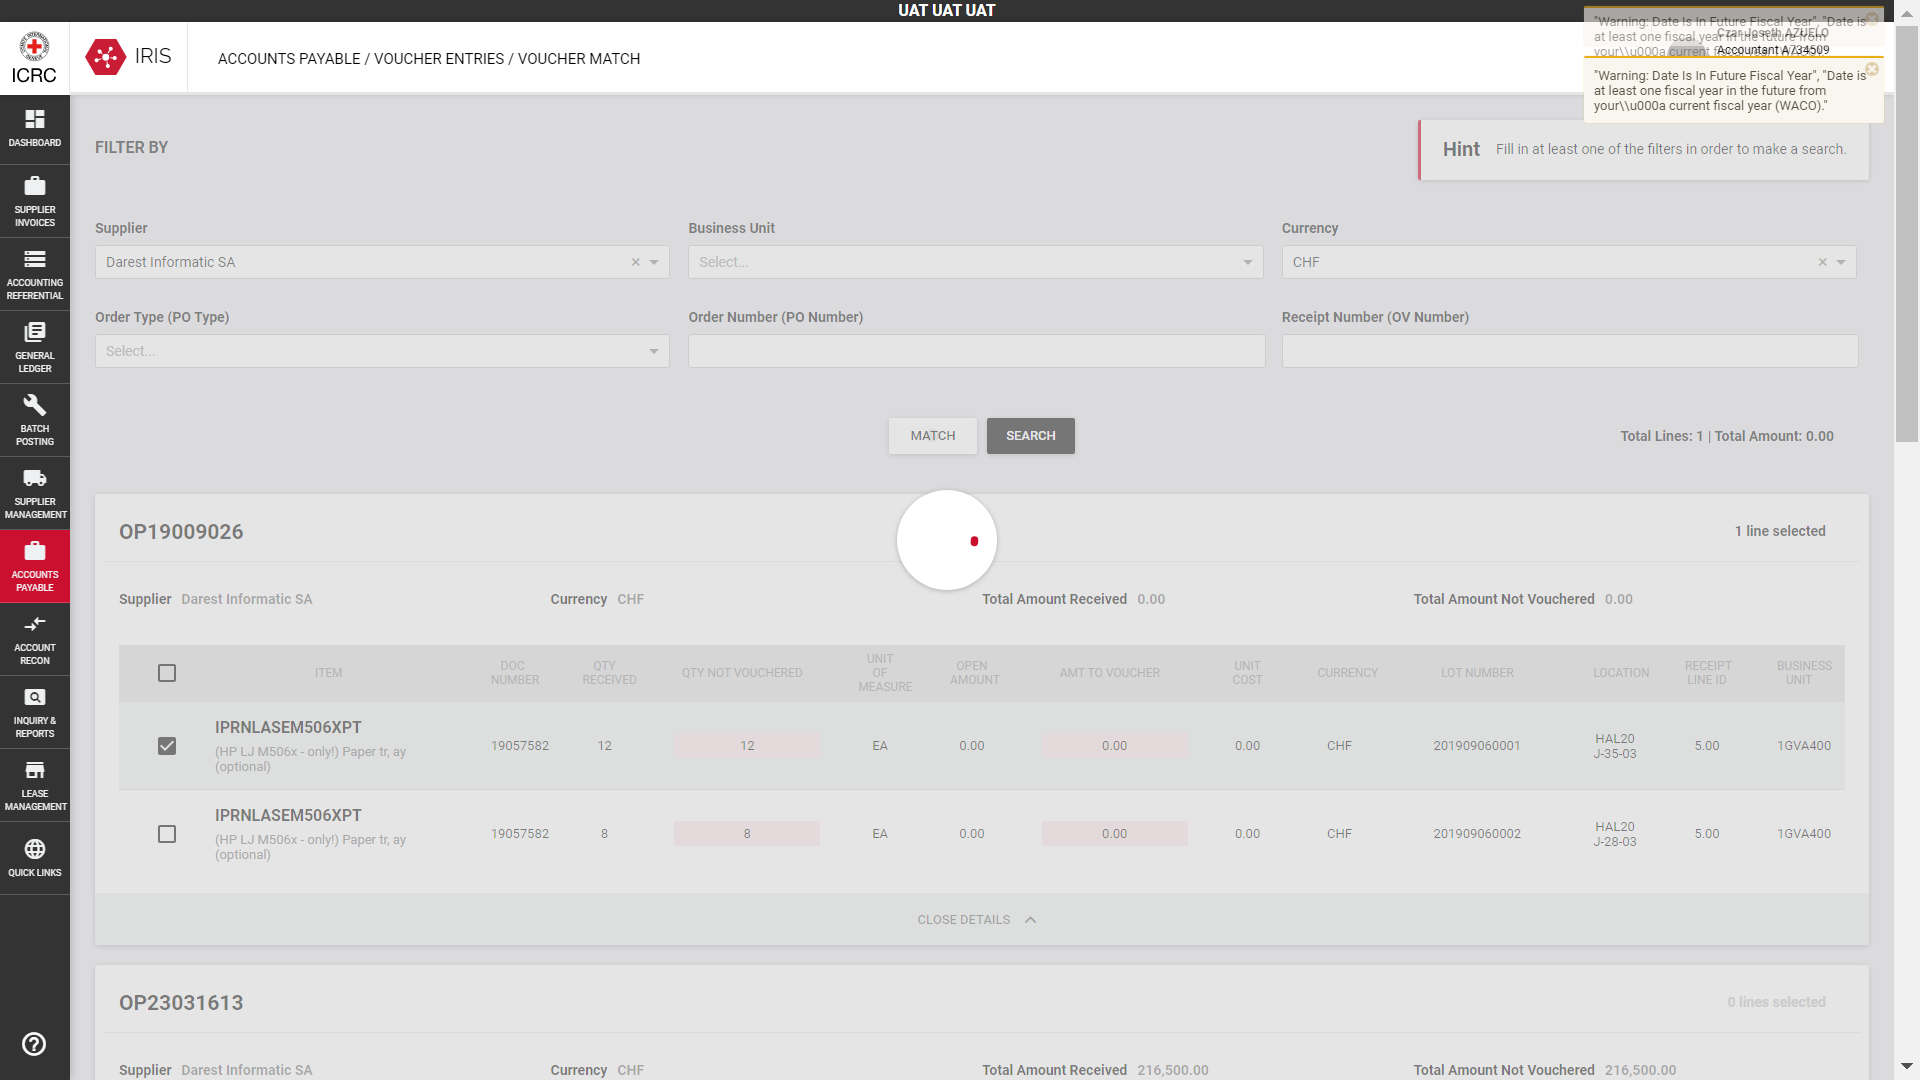 UAT UAT UAT
ICRC
IRIS
ACCOUNTS PAYABLE / VOUCHER ENTRIES / VOUCHER MATCH
"Warning: Date Is In Future Fiscal Year", "Date is
at least one fiscal year in the future from
your\\u000a current fiscal year (WACO)."
Czar Joseth AZUELO
Accountant A734509
"Warning: Date Is In Future Fiscal Year", "Date is
at least one fiscal year in the future from
your\\u000a current fiscal year (WACO)."
DASHBOARD
SUPPLIER
INVOICES
ACCOUNTING
REFERENTIAL
GENERAL
LEDGER
BATCH
POSTING
SUPPLIER
MANAGEMENT
ACCOUNTS
PAYABLE
ACCOUNT
RECON
INQUIRY &
REPORTS
LEASE
MANAGEMENT
QUICK LINKS
FILTER BY
Hint Fill in at least one of the filters in order to make a search.
Supplier Business Unit Currency
Darest Informatic SA Select... CHF
Order Type (PO Type) Order Number (PO Number) Receipt Number (OV Number)
Select...
MATCH SEARCH Total Lines: 1 | Total Amount: 0.00
OP19009026 1 line selected
Supplier Darest Informatic SA Currency CHF Total Amount Received 0.00 Total Amount Not Vouchered 0.00
ITEM DOC NUMBER QTY RECEIVED QTY NOT VOUCHERED UNIT OF MEASURE OPEN AMOUNT AMT TO VOUCHER UNIT COST CURRENCY LOT NUMBER LOCATION RECEIPT LINE ID BUSINESS UNIT
IPRNLASEM506XPT
(HP LJ M506x - only!) Paper tr, ay
(optional)
19057582 12 12 EA 0.00 0.00 0.00 CHF 201909060001 HAL20 J-35-03 5.00 1GVA400
IPRNLASEM506XPT
(HP LJ M506x - only!) Paper tr, ay
(optional)
19057582 8 8 EA 0.00 0.00 0.00 CHF 201909060002 HAL20 J-28-03 5.00 1GVA400
CLOSE DETAILS
OP23031613 0 lines selected
Supplier Darest Informatic SA Currency CHF Total Amount Received 216,500.00 Total Amount Not Vouchered 216,500.00